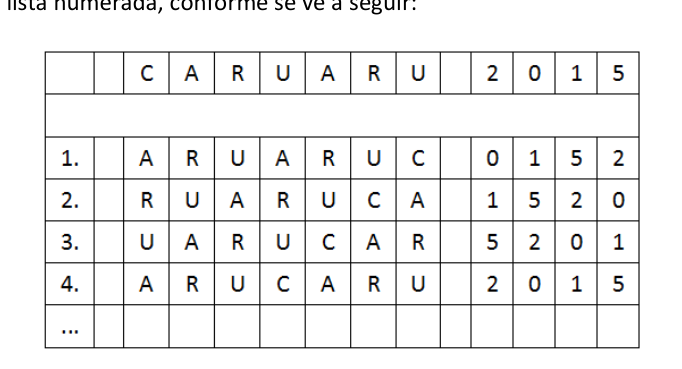 lista numerada, conforme se vê a seguir:
C A R U A R U 2 0 1 5
1. A R U A R U C 0 1 5 2
2. R U A R U C A 1 5 2 0
3. U A R U C A R 5 2 0 1
4. A R U C A R U 2 0 1 5
...